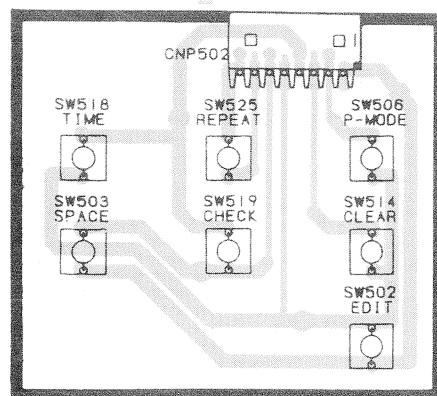 CNP502
SW518
TIME
SW525
REPEAT
SW506
P-MODE
SW503
SPACE
SW519
CHECK
SW514
CLEAR
SW502
EDIT